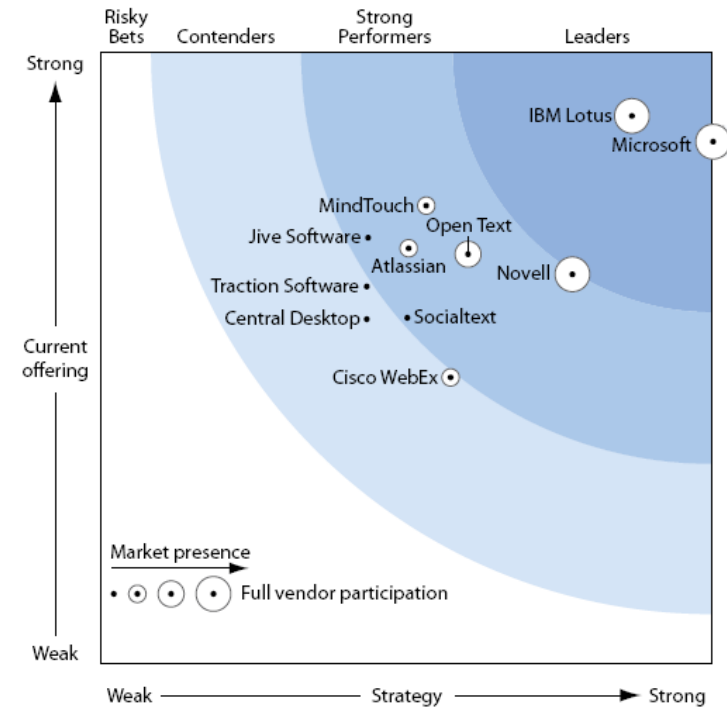 Risky
Bets
Contenders
Strong
Performers
Leaders
Strong
IBM Lotus
Microsoft
MindTouch
Open Text
Jive Software
Atlassian
Novell
Traction Software
Central Desktop
Socialtext
Current
offering
Cisco WebEx
Market presence
Full vendor participation
Weak
Weak
Strategy
Strong